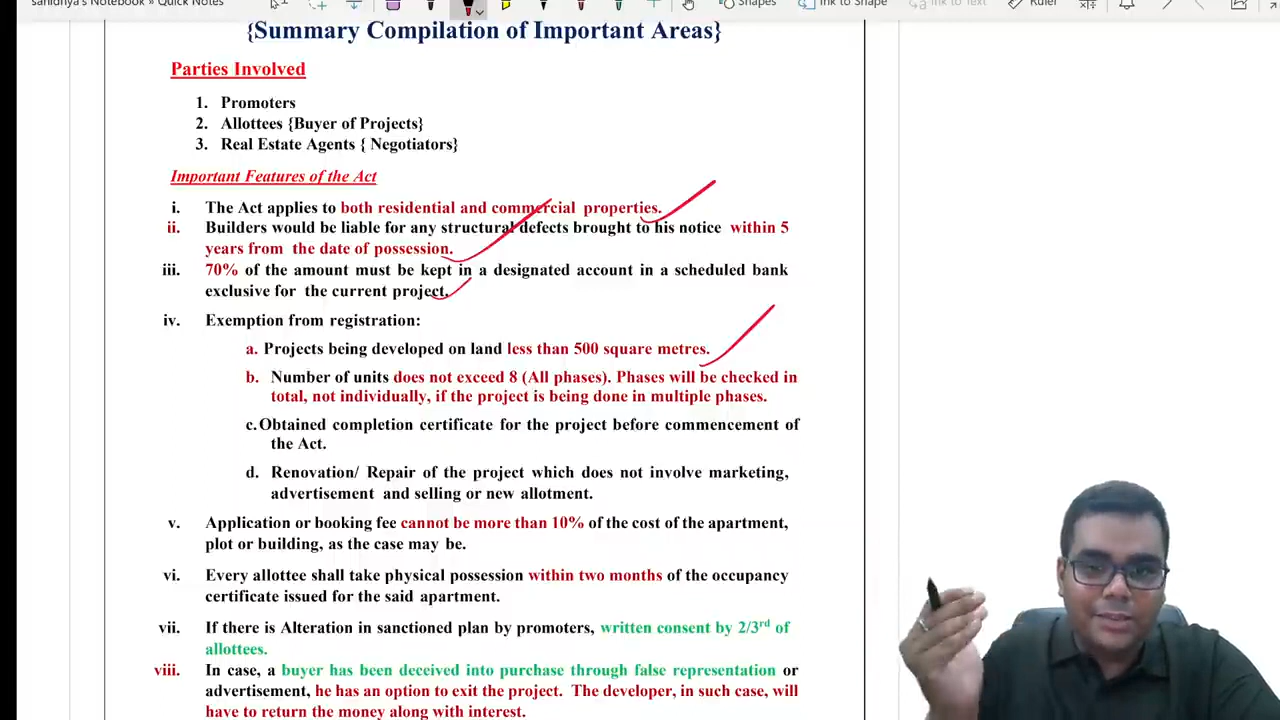 sanidhya's Notebook » Quick Notes
Shapes
Ink to Shape
Ink to Text
Ruler
{Summary Compilation of Important Areas}
Parties Involved
1. Promoters
2. Allottees {Buyer of Projects}
3. Real Estate Agents { Negotiators}
Important Features of the Act
i. The Act applies to both residential and commercial properties.
ii. Builders would be liable for any structural defects brought to his notice within 5
years from the date of possession.
iii. 70% of the amount must be kept in a designated account in a scheduled bank
exclusive for the current project.
iv. Exemption from registration:
a. Projects being developed on land less than 500 square metres.
b. Number of units does not exceed 8 (All phases). Phases will be checked in
total, not individually, if the project is being done in multiple phases.
c. Obtained completion certificate for the project before commencement of
the Act.
d. Renovation/ Repair of the project which does not involve marketing,
advertisement and selling or new allotment.
v. Application or booking fee cannot be more than 10% of the cost of the apartment,
plot or building, as the case may be.
vi. Every allottee shall take physical possession within two months of the occupancy
certificate issued for the said apartment.
vii. If there is Alteration in sanctioned plan by promoters, written consent by 2/3rd of
allottees.
viii. In case, a buyer has been deceived into purchase through false representation or
advertisement, he has an option to exit the project. The developer, in such case, will
have to return the money along with interest.